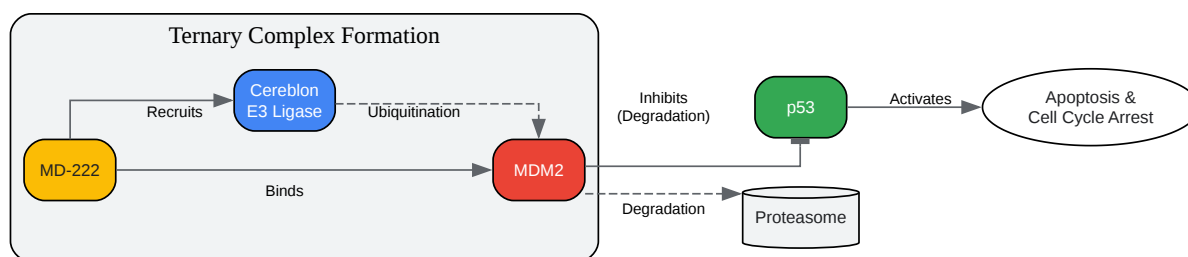 Ternary Complex Formation
Cereblon
E3 Ligase
Recruits
Ubiquitination
MD-222
Binds
MDM2
Inhibits
(Degradation)
p53
Activates
Apoptosis &
Cell Cycle Arrest
Degradation
Proteasome